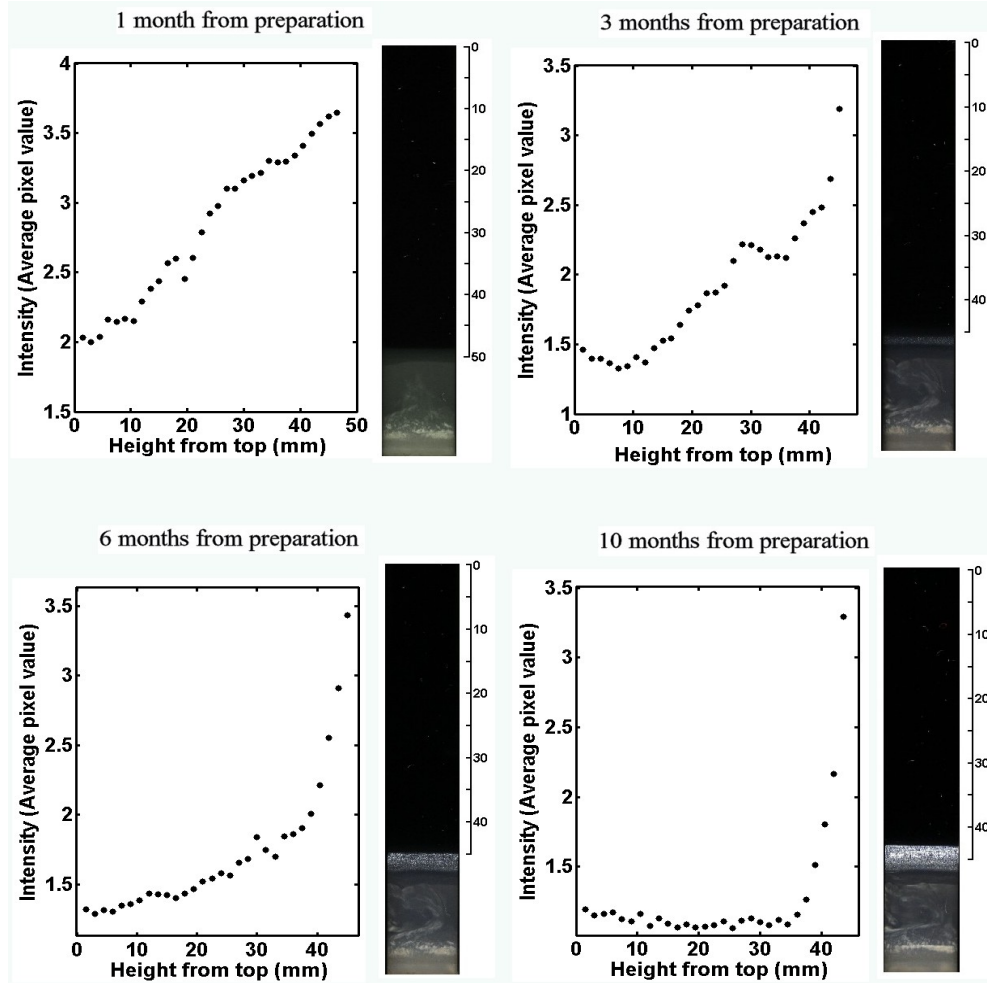 1 month from preparation
Intensity (Average pixel value)
4
3.5
3
2.5
2
1.5
0 10 20 30 40 50
Height from top (mm)
0
10
20
30
40
50
3 months from preparation
Intensity (Average pixel value)
3.5
3
2.5
2
1.5
1
0 10 20 30 40
Height from top (mm)
0
10
20
30
40
6 months from preparation
Intensity (Average pixel value)
3.5
3
2.5
2
1.5
0 10 20 30 40
Height from top (mm)
0
10
20
30
40
10 months from preparation
Intensity (Average pixel value)
3.5
3
2.5
2
1.5
0 10 20 30 40
Height from top (mm)
0
10
20
30
40